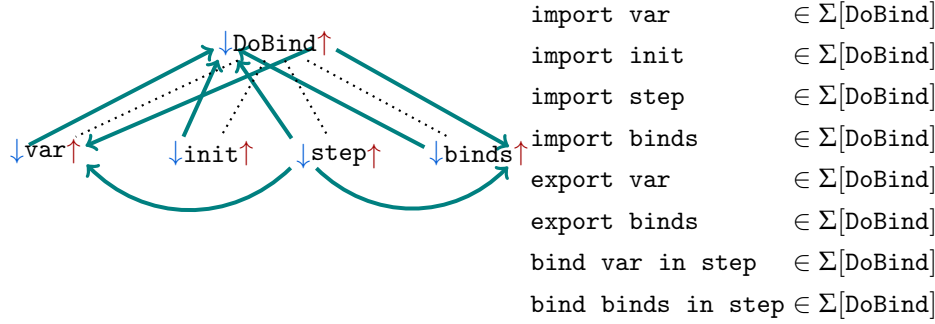 ↓DoBind↑
↓var↑ ↓init↑ ↓step↑ ↓binds↑
import var ∈ Σ[DoBind]
import init ∈ Σ[DoBind]
import step ∈ Σ[DoBind]
import binds ∈ Σ[DoBind]
export var ∈ Σ[DoBind]
export binds ∈ Σ[DoBind]
bind var in step ∈ Σ[DoBind]
bind binds in step ∈ Σ[DoBind]